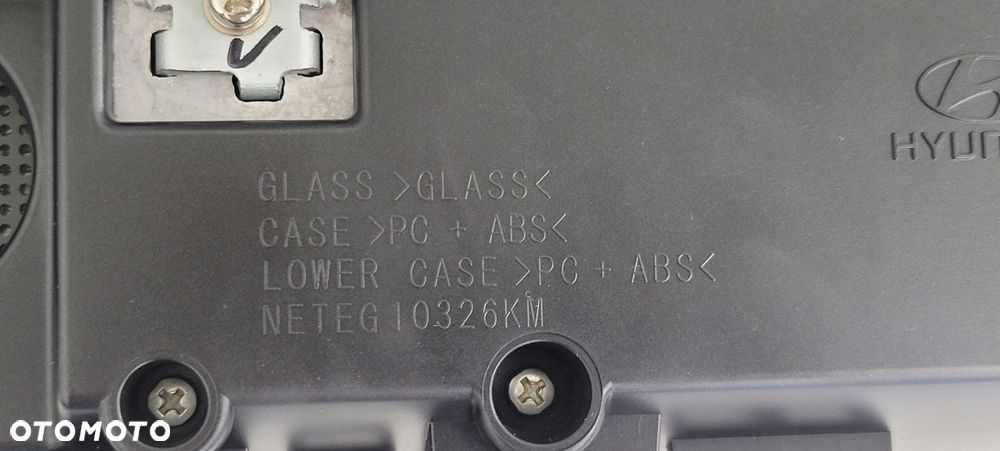 HYUN
GLASS >GLASS<
CASE >PC + ABS<
LOWER CASE >PC + ABS<
NETEG10326KM
OTOMOTO